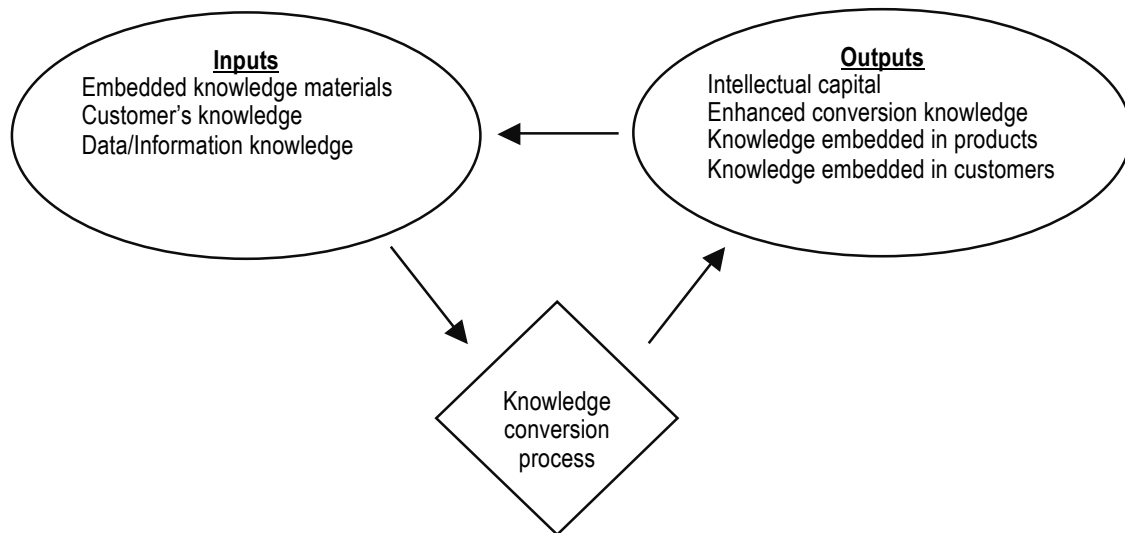 Inputs
Embedded knowledge materials
Customer's knowledge
Data/Information knowledge
Outputs
Intellectual capital
Enhanced conversion knowledge
Knowledge embedded in products
Knowledge embedded in customers
Knowledge
conversion
process